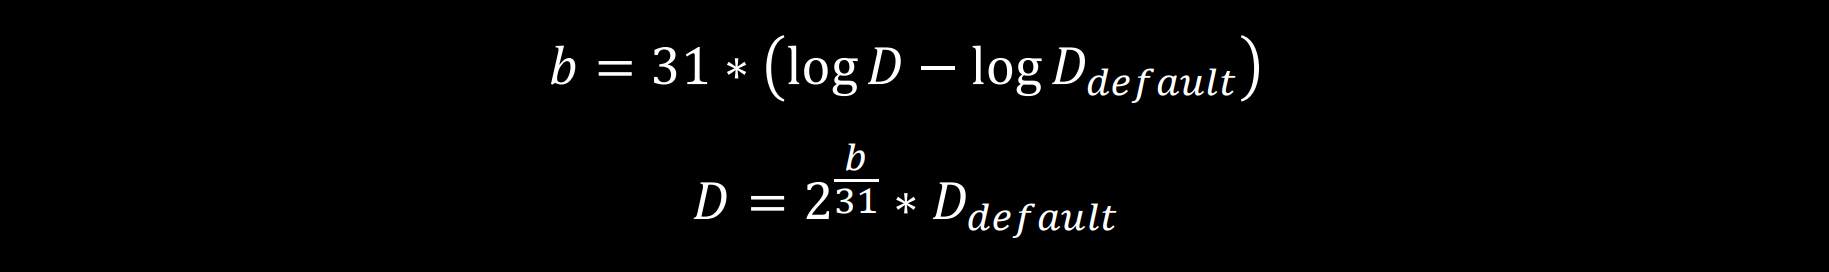 b = 31 * (log D − log D_default)
D = 2^(b/31) * D_default